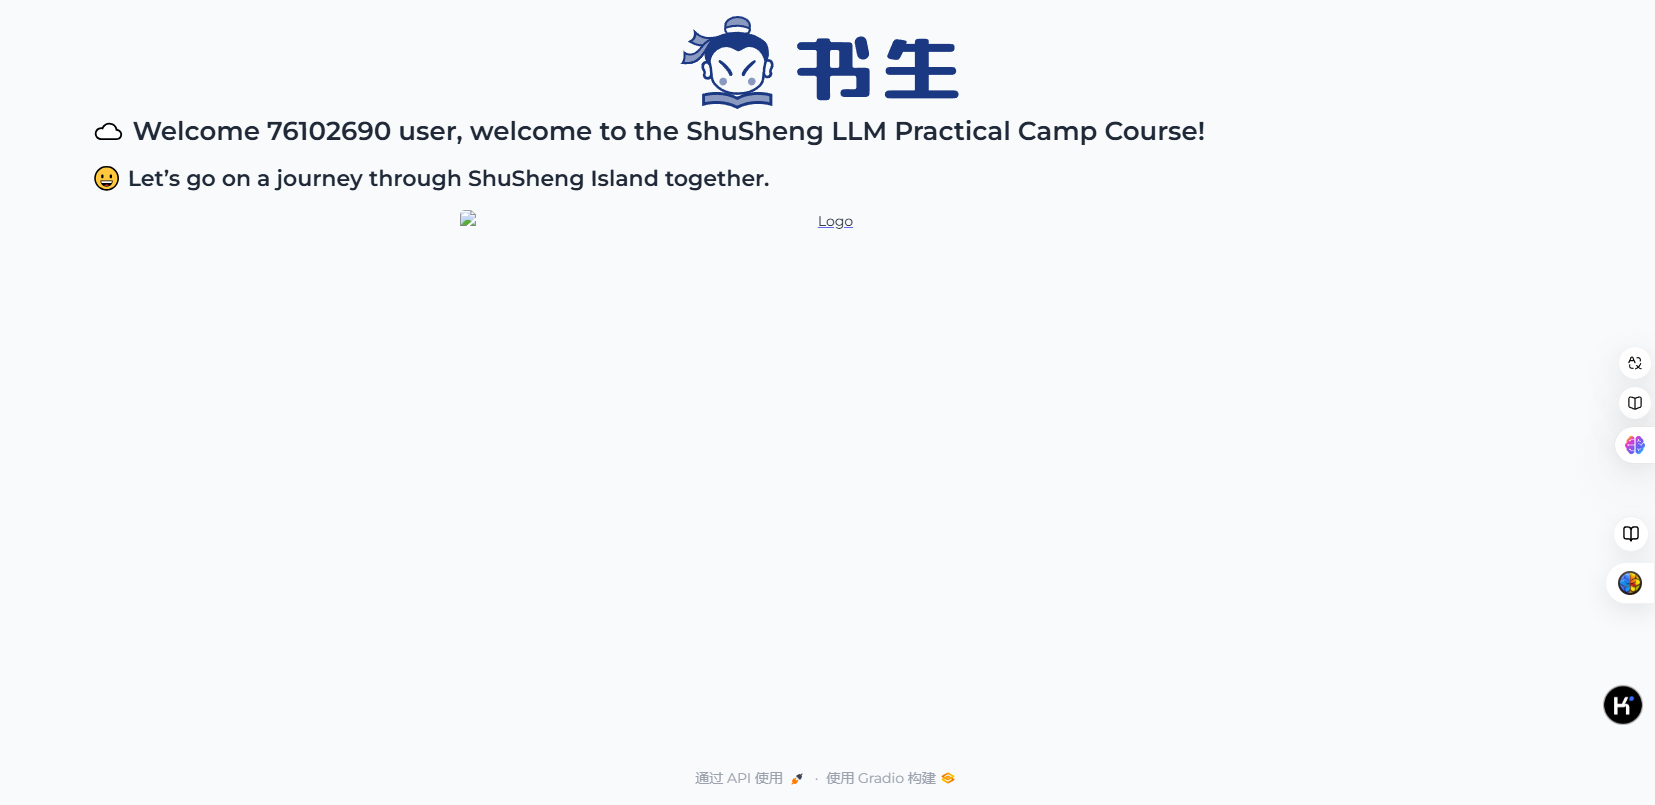 书生
Welcome 76102690 user, welcome to the ShuSheng LLM Practical Camp Course!
Let’s go on a journey through ShuSheng Island together.
Logo
通过 API 使用 · 使用 Gradio 构建